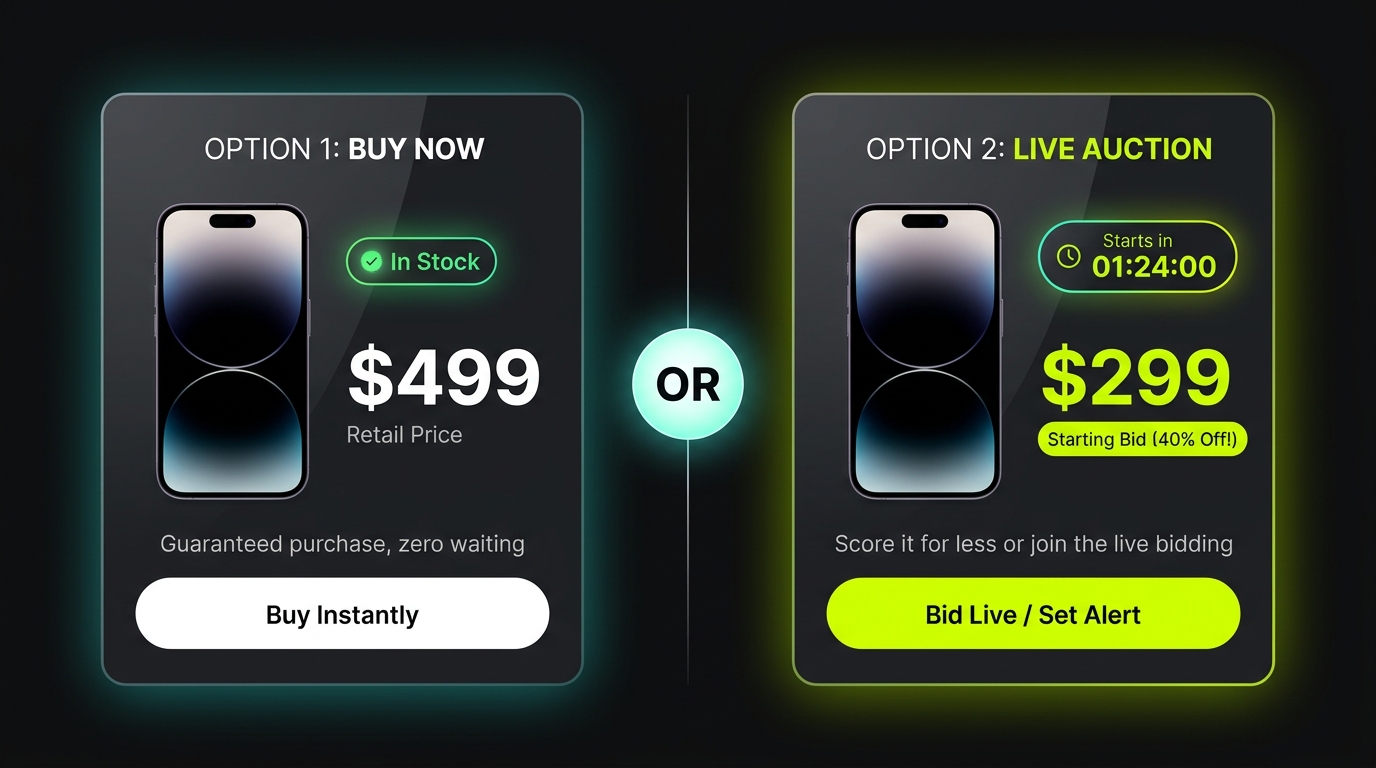 OPTION 1: BUY NOW
In Stock
$499
Retail Price
Guaranteed purchase, zero waiting
Buy Instantly
OR
OPTION 2: LIVE AUCTION
Starts in
01:24:00
$299
Starting Bid (40% Off!)
Score it for less or join the live bidding
Bid Live / Set Alert